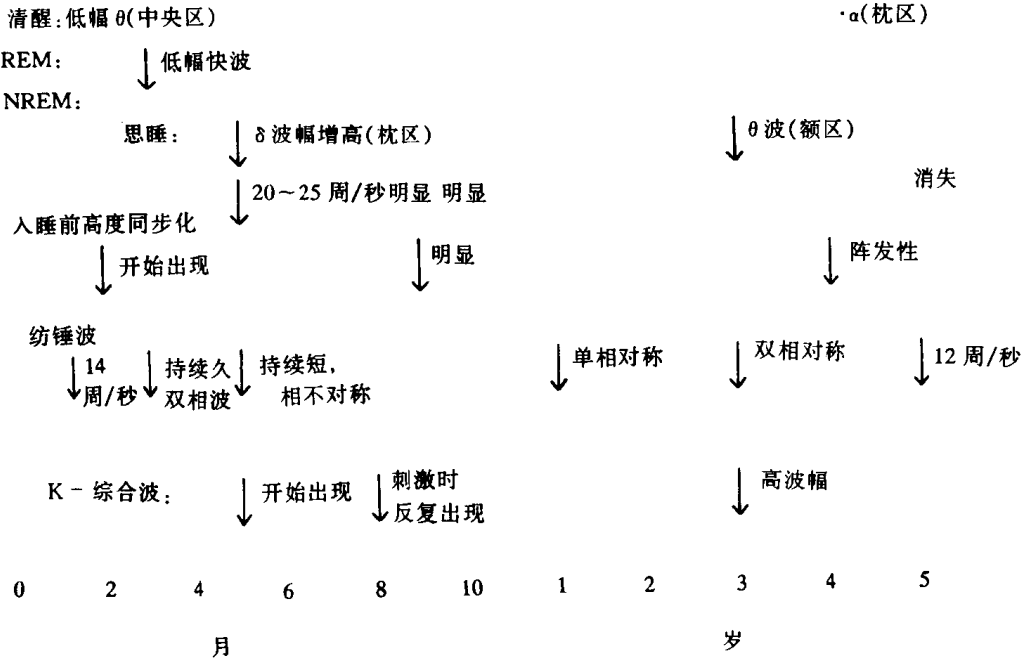 清醒:低幅θ(中央区) ·α(枕区)
REM: 低幅快波
NREM:
思睡: δ波幅增高(枕区) θ波(额区)
20~25周/秒明显 明显 消失
入睡前高度同步化
开始出现 明显 阵发性
纺锤波
14 持续久 持续短, 单相对称 双相对称 12周/秒
周/秒 双相波 相不对称
K-综合波: 开始出现 刺激时 高波幅
反复出现
0 2 4 6 8 10 1 2 3 4 5
月 岁